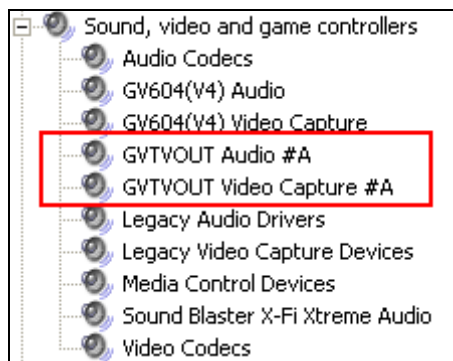 Sound, video and game controllers
Audio Codecs
GV604(V4) Audio
GV604(V4) Video Capture
GVTVOUT Audio #A
GVTVOUT Video Capture #A
Legacy Audio Drivers
Legacy Video Capture Devices
Media Control Devices
Sound Blaster X-Fi Xtreme Audio
Video Codecs